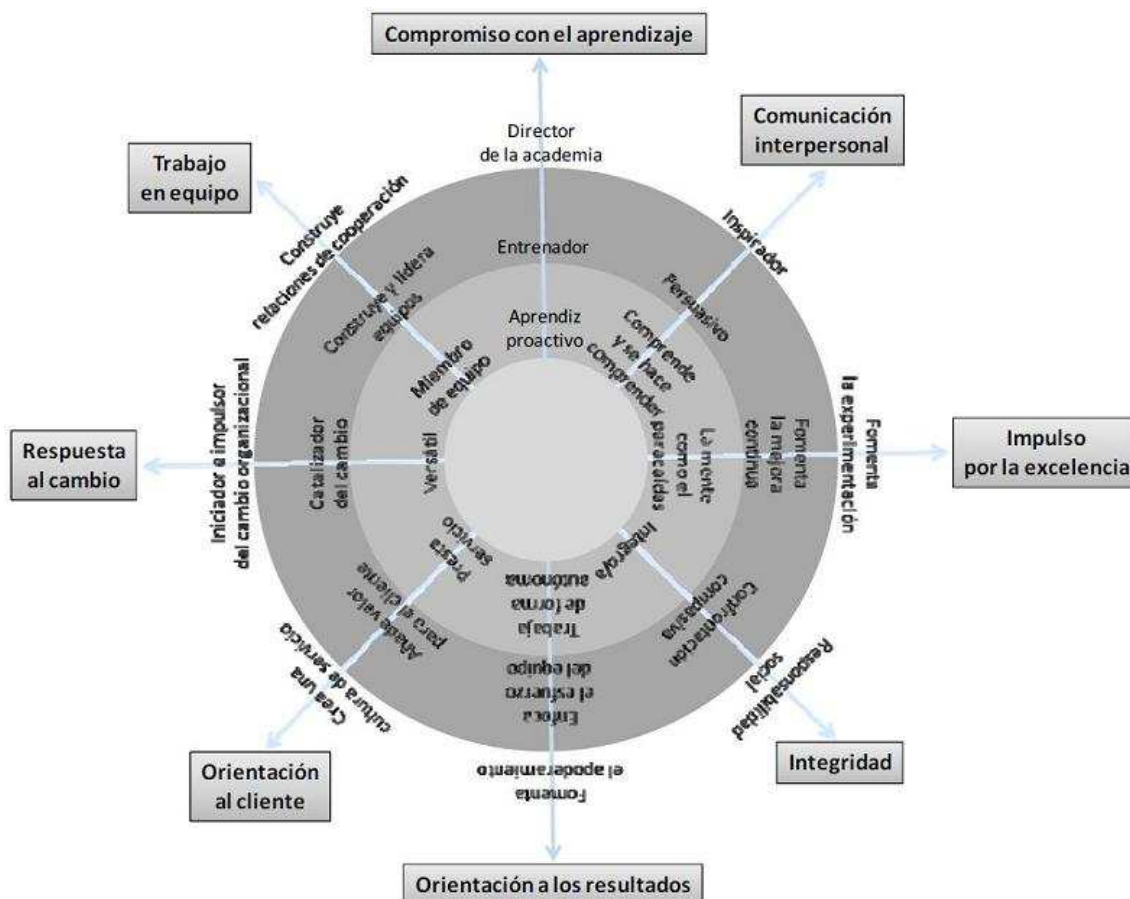 Compromiso con el aprendizaje
Director
de la academia
Entrenador
Aprendiz
proactivo
Comunicación
interpersonal
Inspirador
Persuasivo
Comprende
y se hace
comprender
Impulso
por la excelencia
Fomenta
la experimentación
Fomenta
la mejora
continua
La mente
como el
paracaídas
Integridad
Responsabilidad
social
Confrontación
compasiva
Integro/a
Orientación a los resultados
Fomenta
el apoderamiento
Enfoca
el esfuerzo
del equipo
Trabaja
de forma
autónoma
Orientación
al cliente
Crea una
cultura de servicio
Añade valor
para el cliente
Presta
servicio
Respuesta
al cambio
Iniciador e impulsor
del cambio organizacional
Catalizador
del cambio
Versátil
Trabajo
en equipo
Construye
relaciones de cooperación
Construye y lidera
equipos
Miembro
de equipo